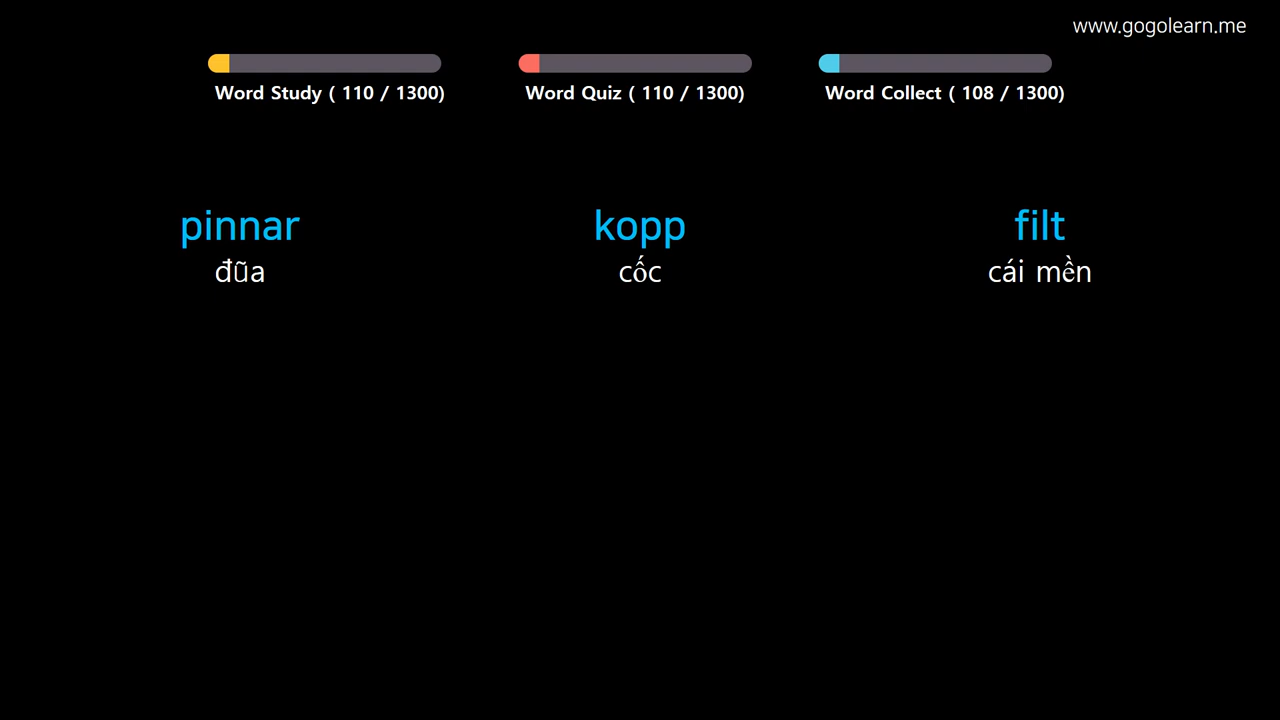 www.gogolearn.me
Word Study ( 110 / 1300)
Word Quiz ( 110 / 1300)
Word Collect ( 108 / 1300)
pinnar
đũa
kopp
cốc
filt
cái mền